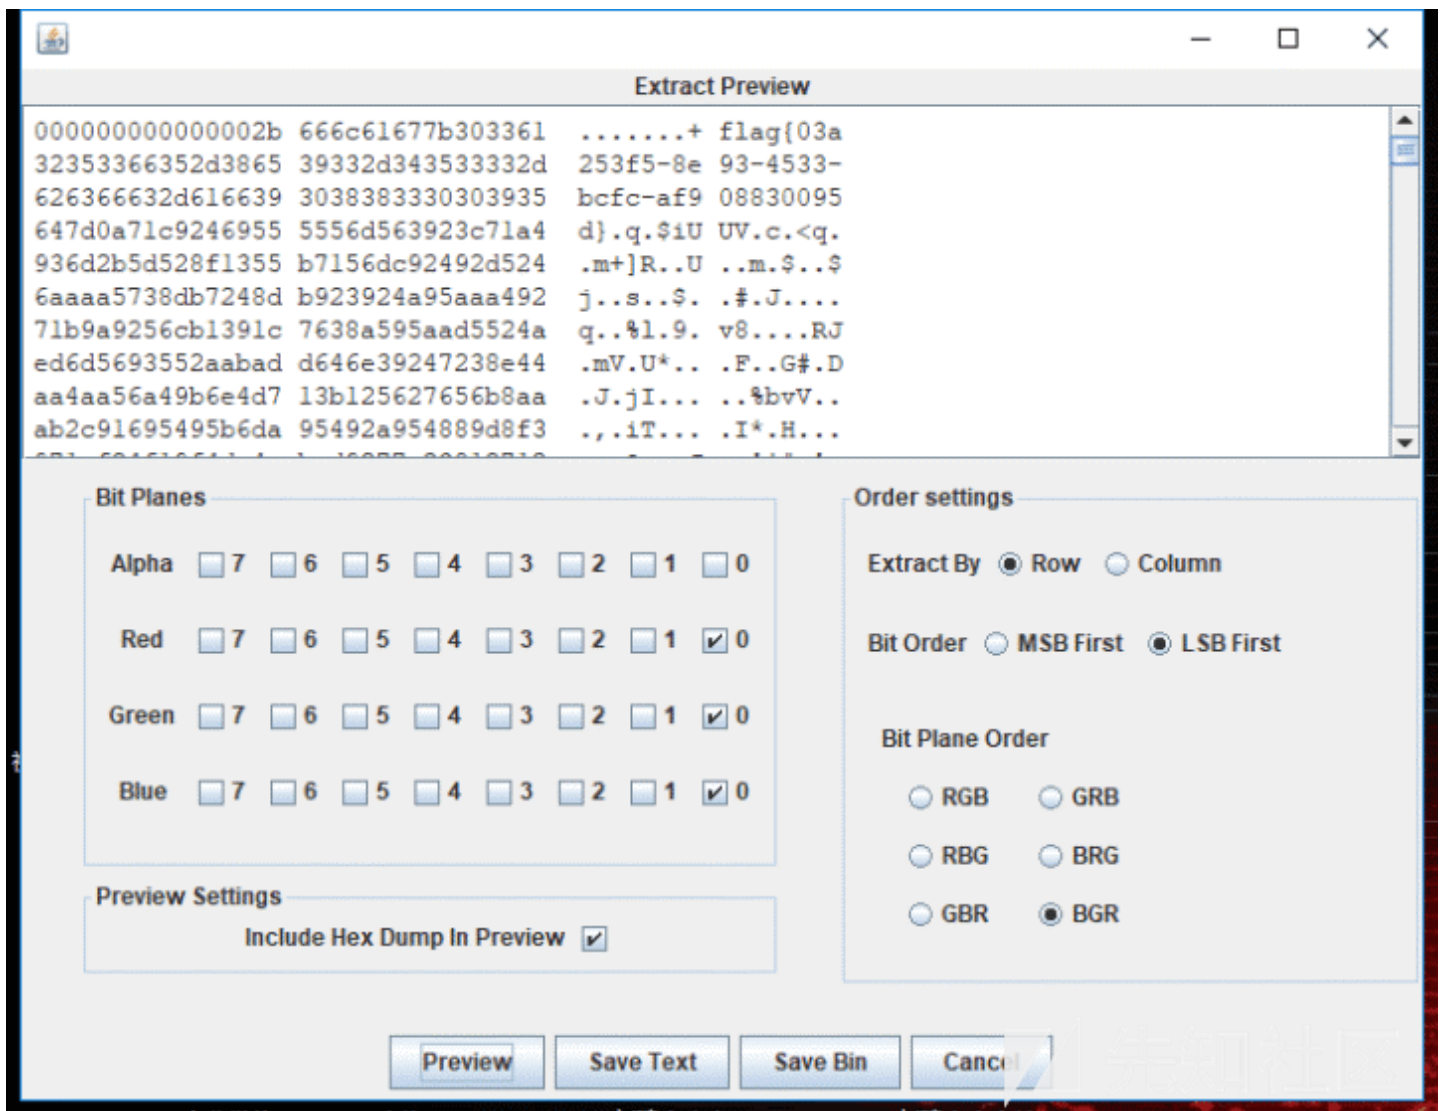 Extract Preview
000000000000002b 666c61677b303361 .......+ flag{03a
32353366352d3865 39332d343533332d 253f5-8e 93-4533-
626366632d616639 3038383330303935 bcfc-af9 08830095
647d0a71c9246955 5556d563923c71a4 d}.q.$iU UV.c.<q.
936d2b5d528f1355 b7156dc92492d524 .m+]R..U ..m.$..$
6aaaa5738db7248d b923924a95aaa492 j..s..$. .#.J....
71b9a9256cb1391c 7638a595aad5524a q..%l.9. v8....RJ
ed6d5693552aabad d646e39247238e44 .mV.U*.. .F..G#.D
aa4aa56a49b6e4d7 13b125627656b8aa .J.jI... ..%bvV..
ab2c91695495b6da 95492a954889d8f3 .,.iT... .I*.H...
Bit Planes
Alpha 7 6 5 4 3 2 1 0
Red 7 6 5 4 3 2 1 0
Green 7 6 5 4 3 2 1 0
Blue 7 6 5 4 3 2 1 0
Preview Settings
Include Hex Dump In Preview
Order settings
Extract By Row Column
Bit Order MSB First LSB First
Bit Plane Order
RGB GRB
RBG BRG
GBR BGR
Preview Save Text Save Bin Cancel
先知社区